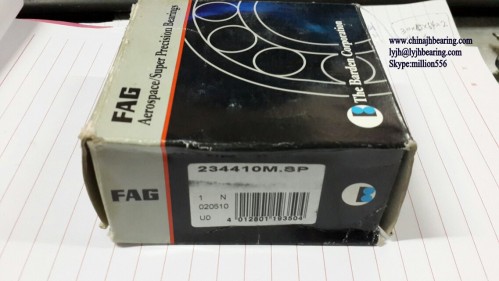 www.chinajhbearing.com
lyjh@lyjhbearing.com
Skype:million556
FAG
Aerospace/Super Precision Bearings
The Barden Corporation
FAG
234410M.SP
1 N
020510
U0
4 012801 193504